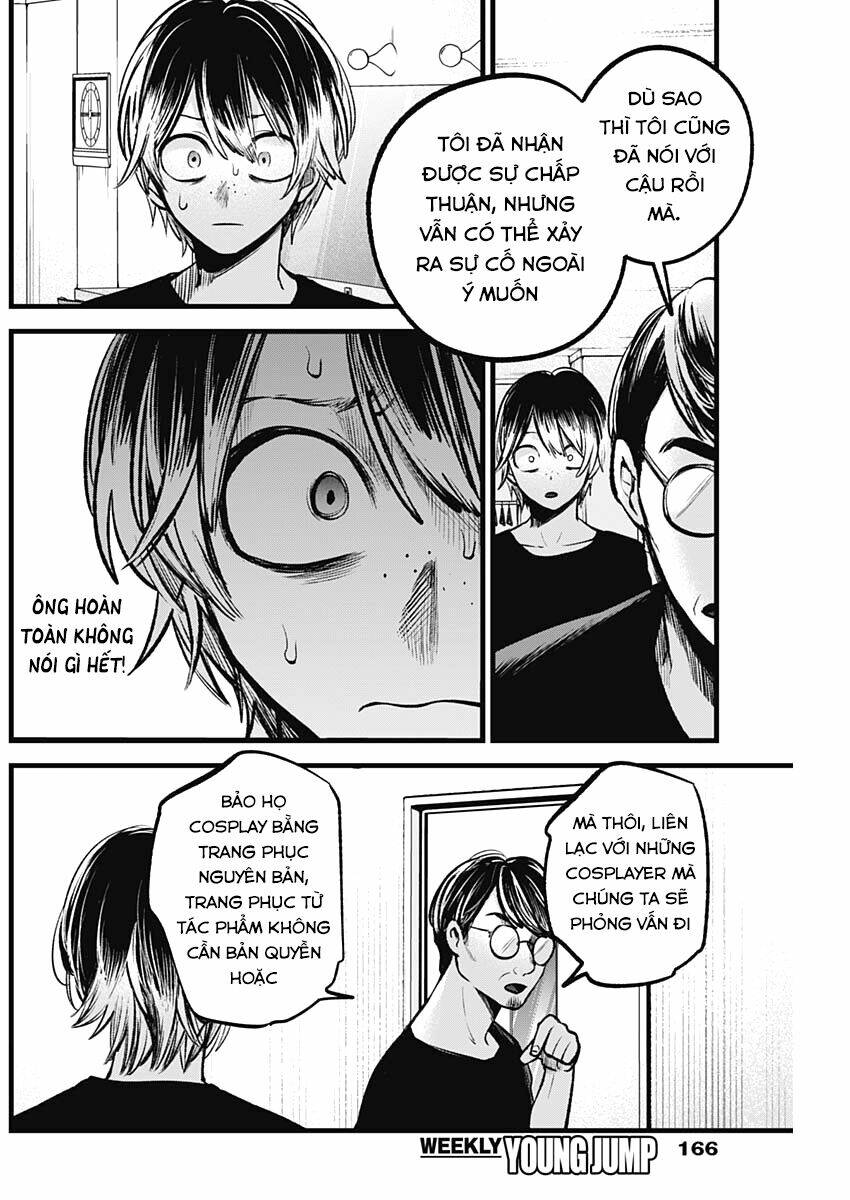 DÙ SAO
THÌ TÔI CŨNG
ĐÃ NÓI VỚI
CẬU RỒI
MÀ.
TÔI ĐÃ NHẬN
ĐƯỢC SỰ CHẤP
THUẬN, NHƯNG
VẪN CÓ THỂ XẢY
RA SỰ CỐ NGOÀI
Ý MUỐN
ÔNG HOÀN
TOÀN KHÔNG
NÓI GÌ HẾT!
MÀ THÔI, LIÊN
LẠC VỚI NHỮNG
COSPLAYER MÀ
CHÚNG TA SẼ
PHỎNG VẤN ĐI
BẢO HỌ
COSPLAY BẰNG
TRANG PHỤC
NGUYÊN BẢN,
TRANG PHỤC TỪ
TÁC PHẨM KHÔNG
CẦN BẢN QUYỀN
HOẶC
WEEKLY YOUNG JUMP 166